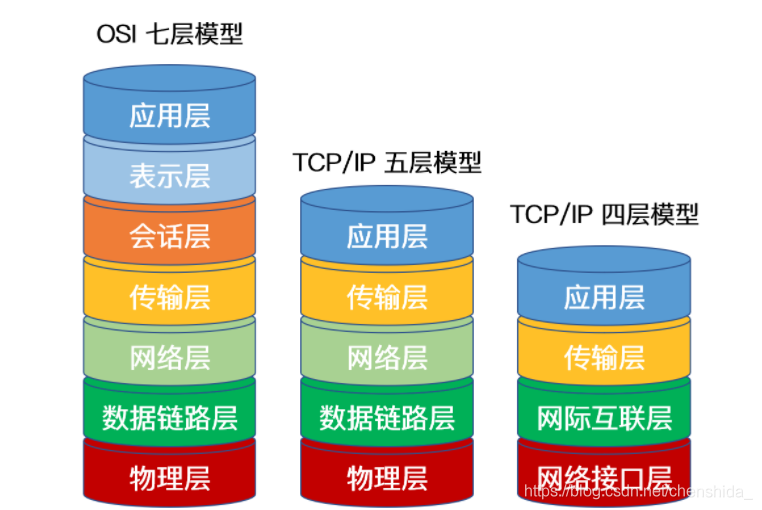 OSI 七层模型
应用层
表示层
会话层
传输层
网络层
数据链路层
物理层
TCP/IP 五层模型
应用层
传输层
网络层
数据链路层
物理层
TCP/IP 四层模型
应用层
传输层
网际互联层
网络接口层
https://blog.csdn.net/chenshida_